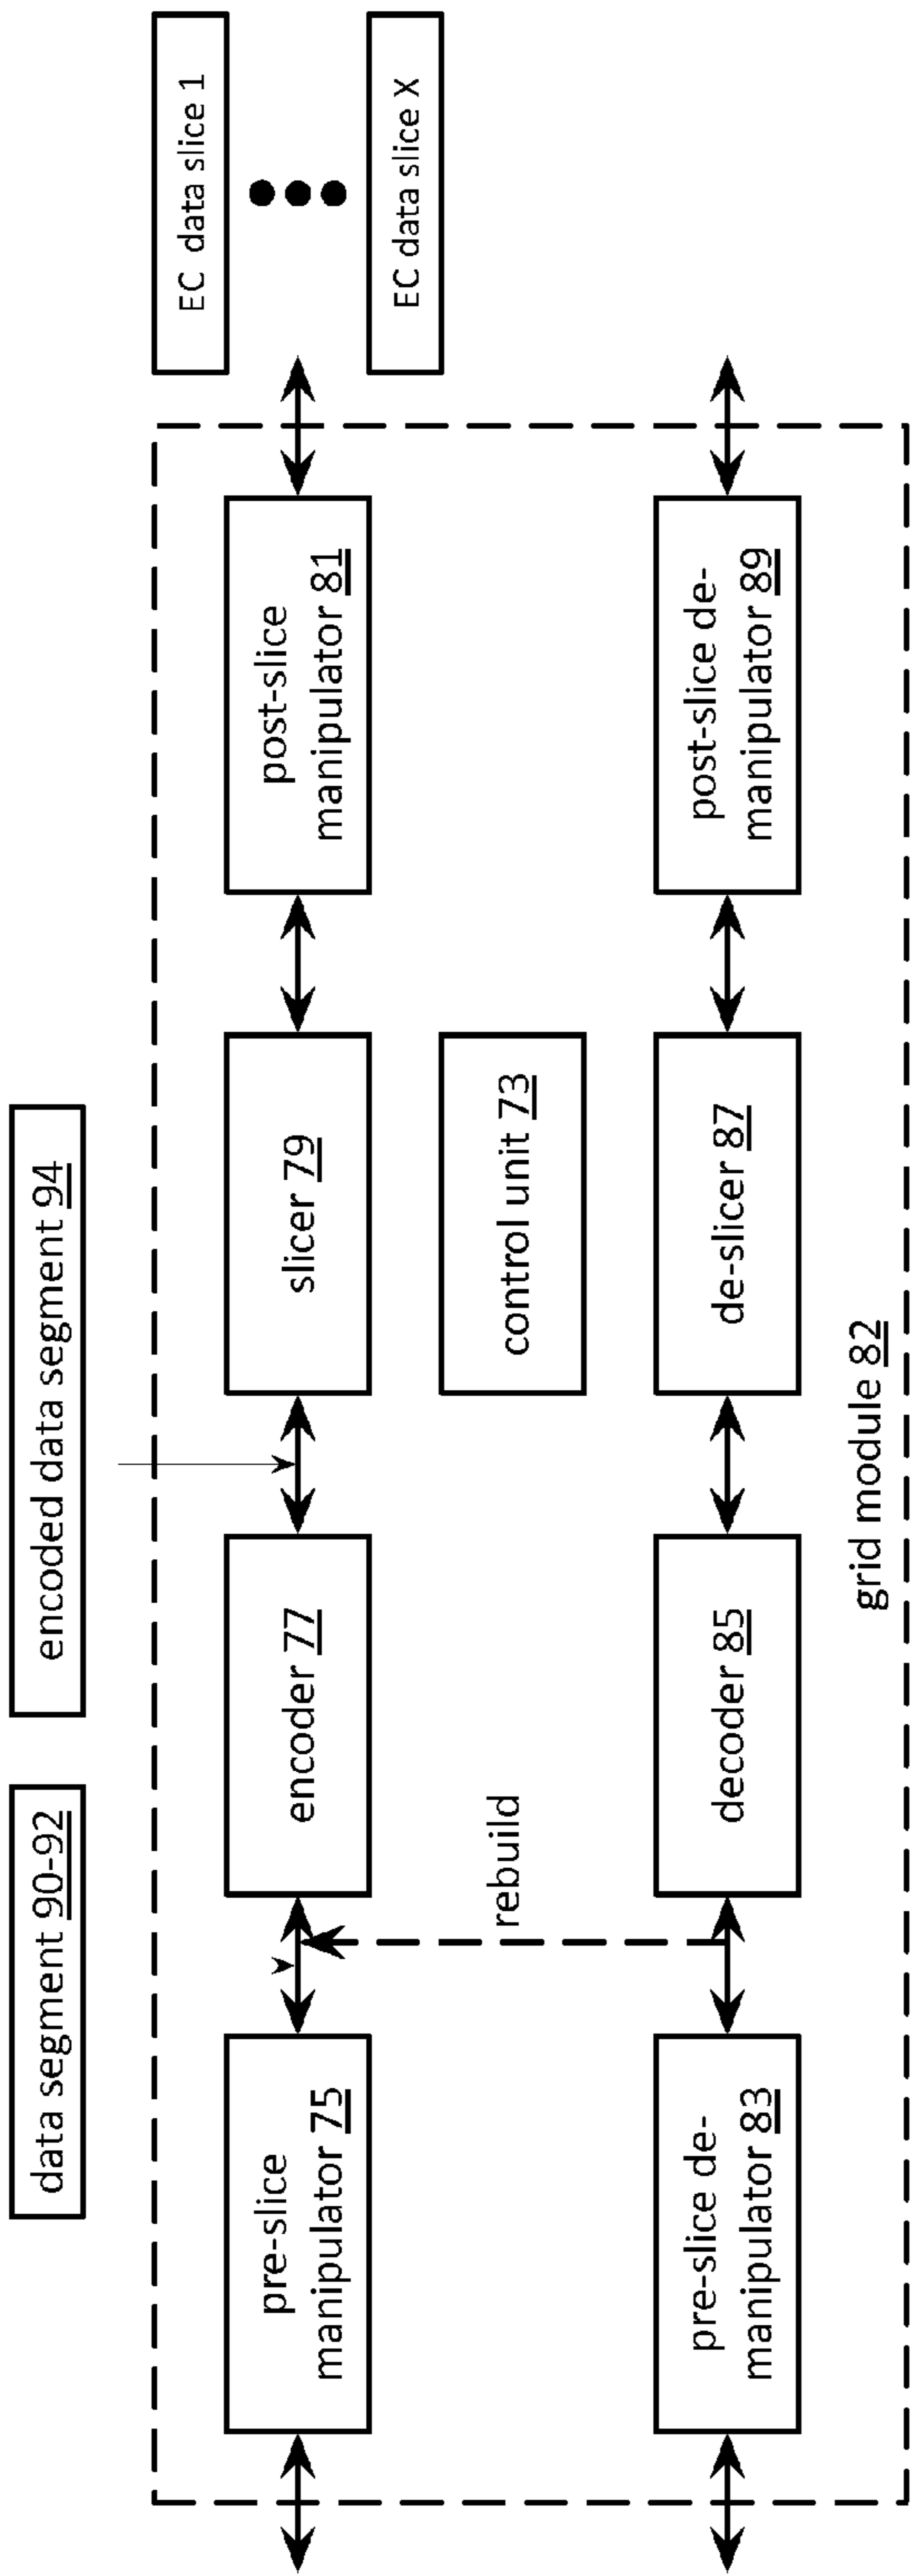 data segment 90-92
encoded data segment 94
EC data slice 1
EC data slice X
pre-slice
manipulator 75
encoder 77
slicer 79
post-slice
manipulator 81
rebuild
control unit 73
pre-slice de-
manipulator 83
decoder 85
de-slicer 87
post-slice de-
manipulator 89
grid module 82